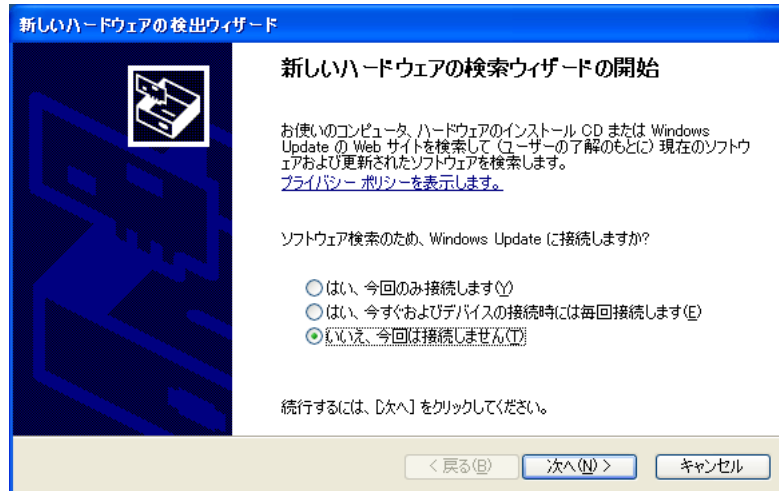 新しいハードウェアの検出ウィザード
新しいハードウェアの検索ウィザードの開始
お使いのコンピュータ、ハードウェアのインストール CD または Windows
Update の Web サイトを検索して (ユーザーの了解のもとに) 現在のソフトウ
ェアおよび更新されたソフトウェアを検索します。
プライバシー ポリシーを表示します。
ソフトウェア検索のため、Windows Update に接続しますか?
はい、今回のみ接続します(Y)
はい、今すぐおよびデバイスの接続時には毎回接続します(E)
いいえ、今回は接続しません(T)
続行するには、[次へ] をクリックしてください。
< 戻る(B) 次へ(N) > キャンセル